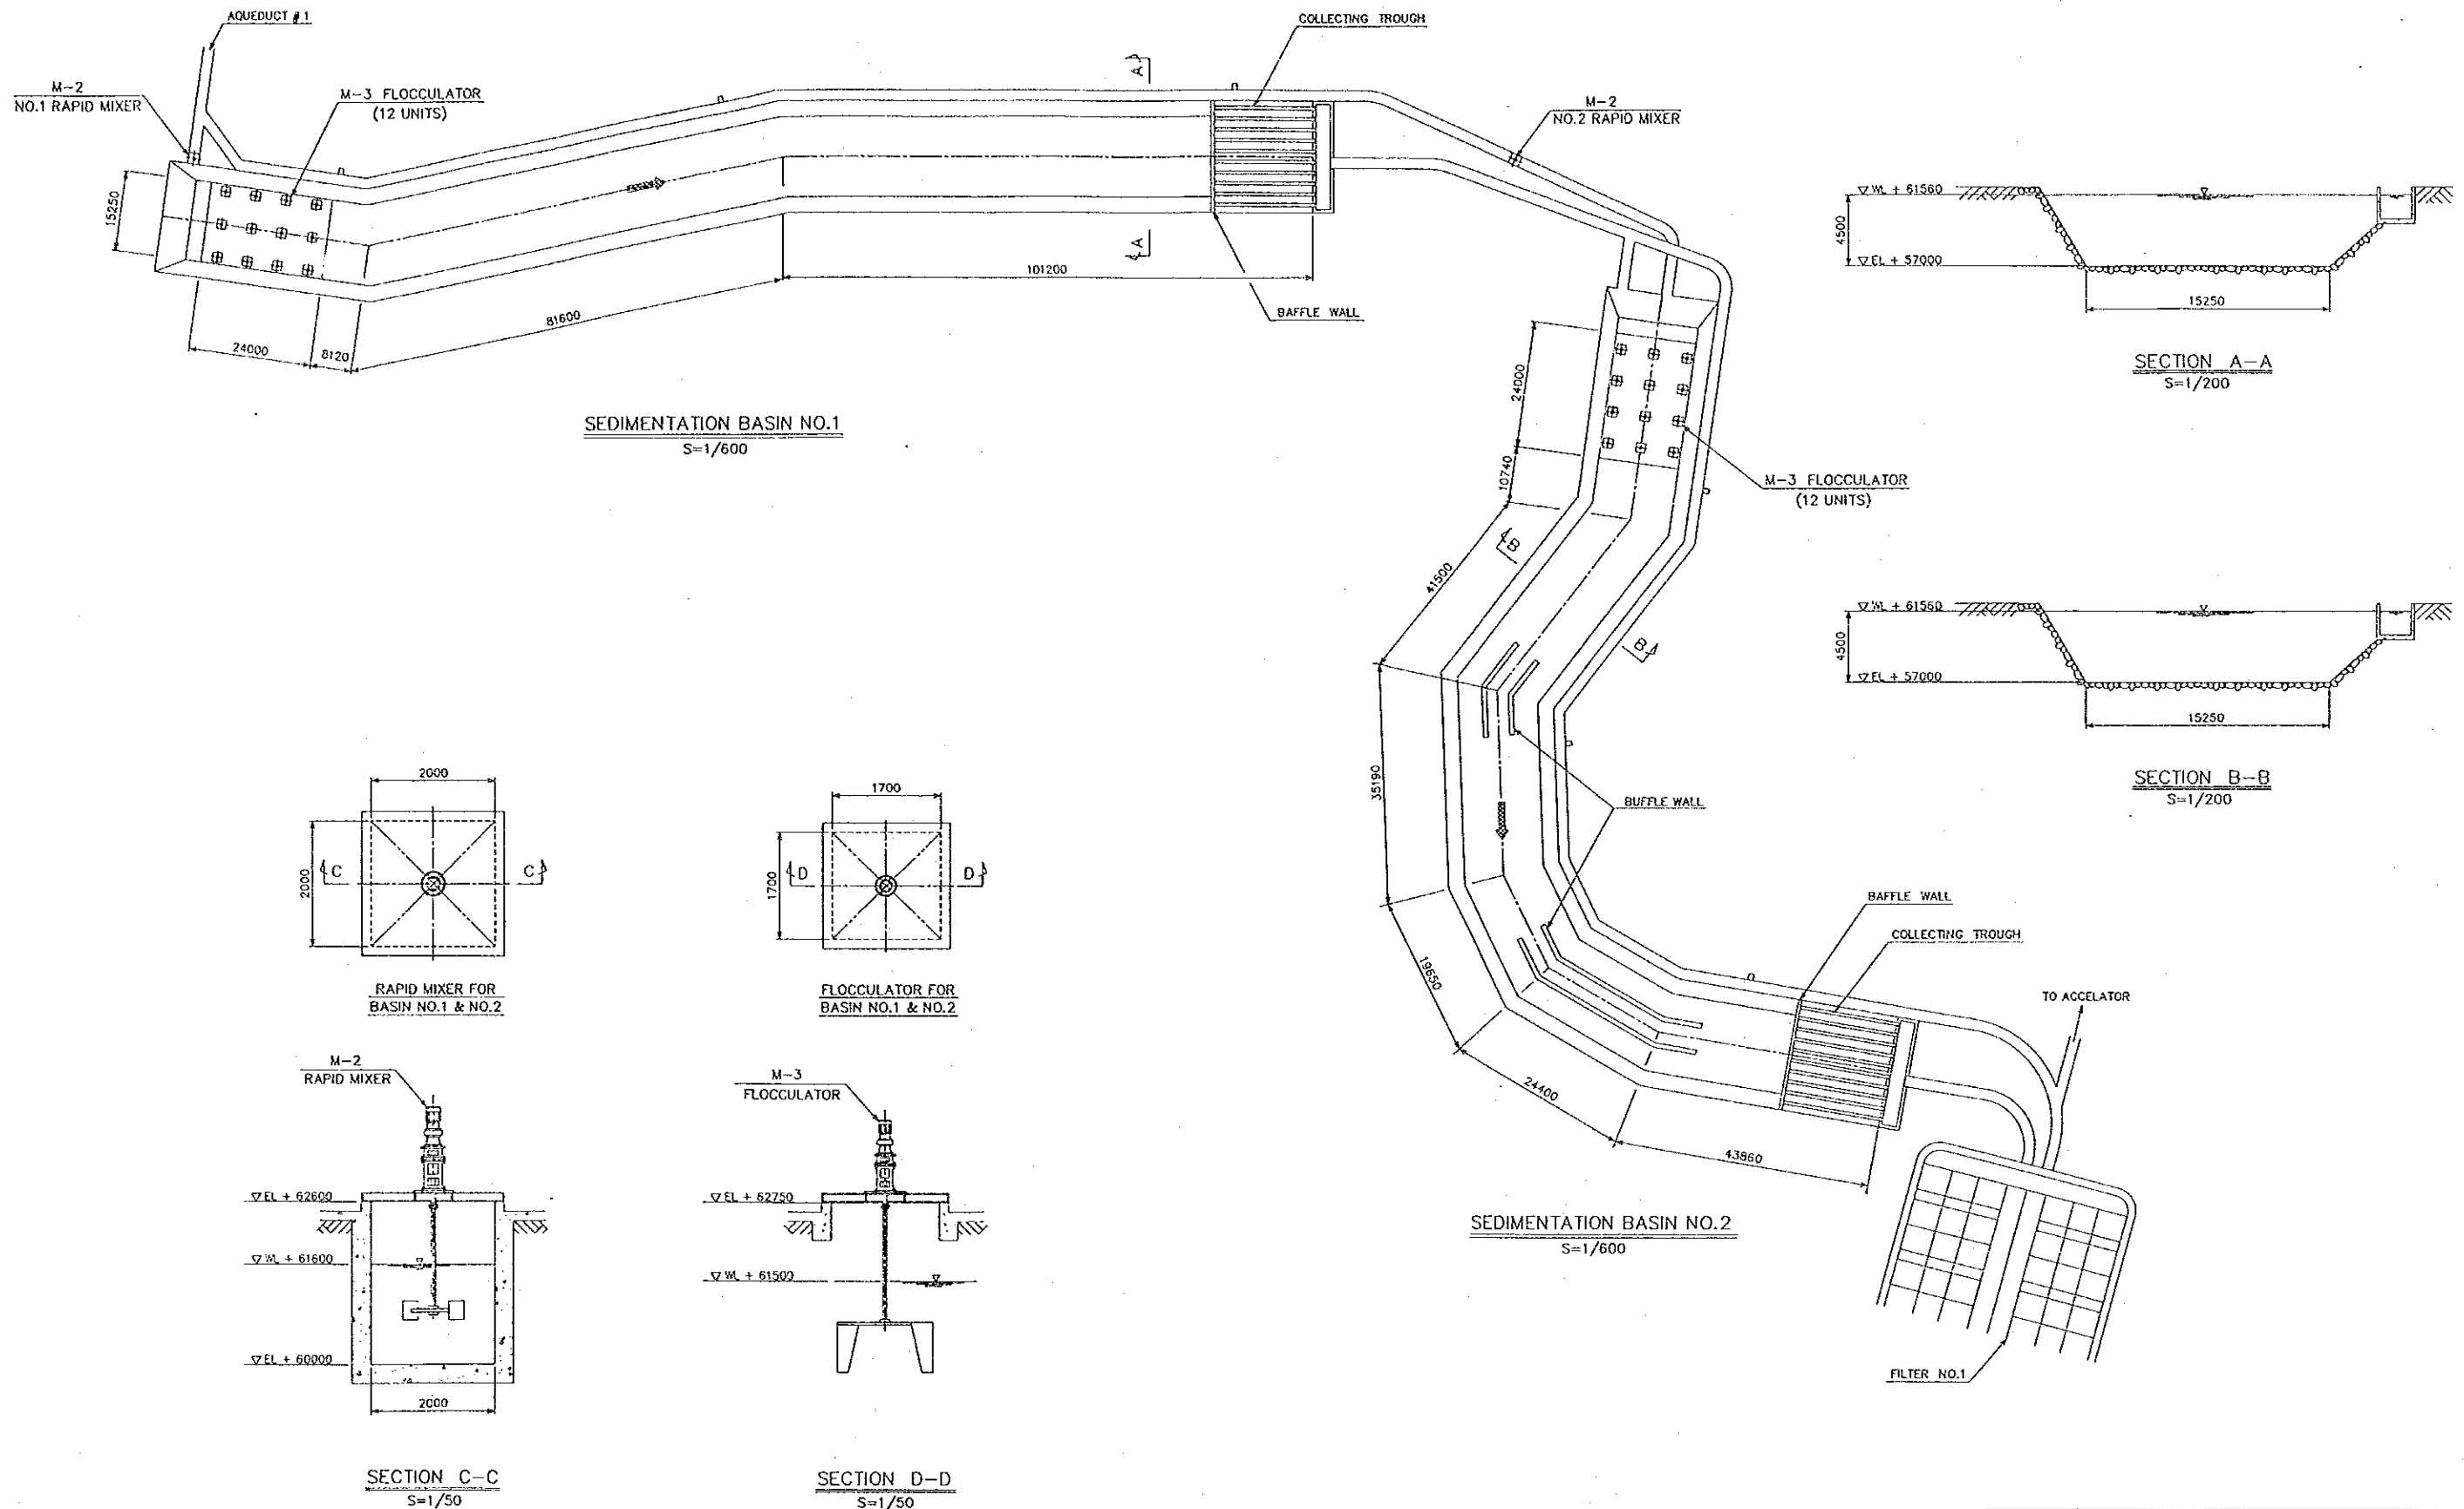 AQUEDUCT #1
COLLECTING TROUGH
M-2
NO.1 RAPID MIXER
M-3 FLOCCULATOR
(12 UNITS)
A
M-2
NO.2 RAPID MIXER
15250
A
101200
BAFFLE WALL
81600
24000
8120
SEDIMENTATION BASIN NO.1
S=1/600
▽WL + 61560
4500
▽EL + 57000
15250
SECTION A-A
S=1/200
24000
10740
M-3 FLOCCULATOR
(12 UNITS)
B
41500
B
35190
BUFFLE WALL
19650
24400
43860
BAFFLE WALL
COLLECTING TROUGH
TO ACCELATOR
FILTER NO.1
SEDIMENTATION BASIN NO.2
S=1/600
▽WL + 61560
4500
▽EL + 57000
15250
SECTION B-B
S=1/200
2000
2000
C
C
RAPID MIXER FOR
BASIN NO.1 & NO.2
1700
1700
D
D
FLOCCULATOR FOR
BASIN NO.1 & NO.2
M-2
RAPID MIXER
▽EL + 62600
▽WL + 61600
▽EL + 60000
2000
SECTION C-C
S=1/50
M-3
FLOCCULATOR
▽EL + 62750
▽WL + 61500
SECTION D-D
S=1/50